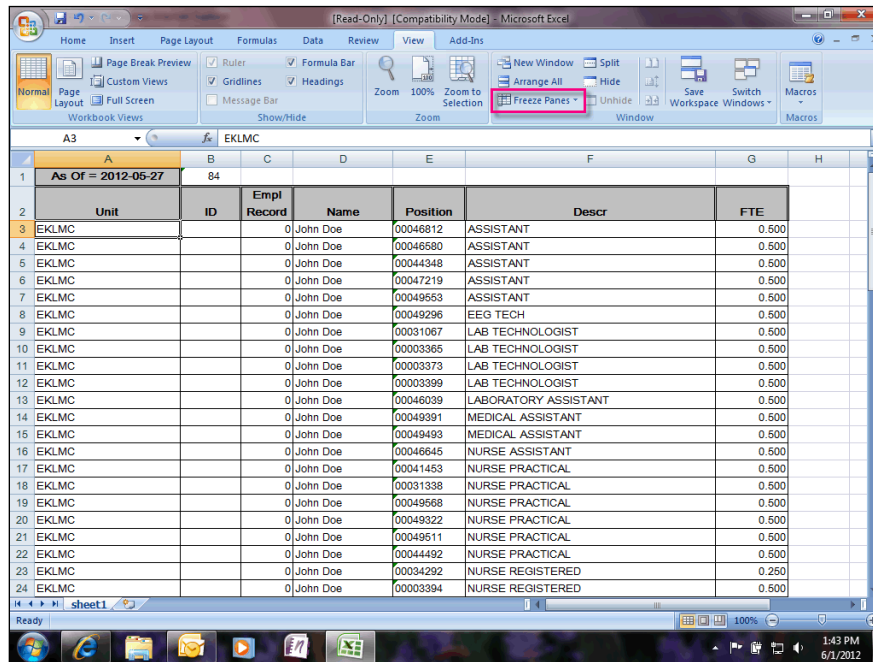 [Read-Only] [Compatibility Mode] - Microsoft Excel
Home Insert Page Layout Formulas Data Review View Add-Ins
Normal
Page Layout
Page Break Preview
Custom Views
Full Screen
Workbook Views
Ruler
Gridlines
Message Bar
Formula Bar
Headings
Show/Hide
Zoom
100%
Zoom to Selection
Zoom
New Window
Arrange All
Freeze Panes
Split
Hide
Unhide
Save Workspace
Switch Windows
Window
Macros
Macros
A3 fx EKLMC
A B C D E F G H
1 As Of = 2012-05-27 84
2 Unit ID Empl Record Name Position Descr FTE
3 EKLMC 0 John Doe 00046812 ASSISTANT 0.500
4 EKLMC 0 John Doe 00046580 ASSISTANT 0.500
5 EKLMC 0 John Doe 00044348 ASSISTANT 0.500
6 EKLMC 0 John Doe 00047219 ASSISTANT 0.500
7 EKLMC 0 John Doe 00049553 ASSISTANT 0.500
8 EKLMC 0 John Doe 00049296 EEG TECH 0.500
9 EKLMC 0 John Doe 00031067 LAB TECHNOLOGIST 0.500
10 EKLMC 0 John Doe 00003365 LAB TECHNOLOGIST 0.500
11 EKLMC 0 John Doe 00003373 LAB TECHNOLOGIST 0.500
12 EKLMC 0 John Doe 00003399 LAB TECHNOLOGIST 0.500
13 EKLMC 0 John Doe 00046039 LABORATORY ASSISTANT 0.500
14 EKLMC 0 John Doe 00049391 MEDICAL ASSISTANT 0.500
15 EKLMC 0 John Doe 00049493 MEDICAL ASSISTANT 0.500
16 EKLMC 0 John Doe 00046645 NURSE ASSISTANT 0.500
17 EKLMC 0 John Doe 00041453 NURSE PRACTICAL 0.500
18 EKLMC 0 John Doe 00031338 NURSE PRACTICAL 0.500
19 EKLMC 0 John Doe 00049568 NURSE PRACTICAL 0.500
20 EKLMC 0 John Doe 00049322 NURSE PRACTICAL 0.500
21 EKLMC 0 John Doe 00049511 NURSE PRACTICAL 0.500
22 EKLMC 0 John Doe 00044492 NURSE PRACTICAL 0.500
23 EKLMC 0 John Doe 00034292 NURSE REGISTERED 0.250
24 EKLMC 0 John Doe 00003394 NURSE REGISTERED 0.500
sheet1
Ready 100%
1:43 PM
6/1/2012